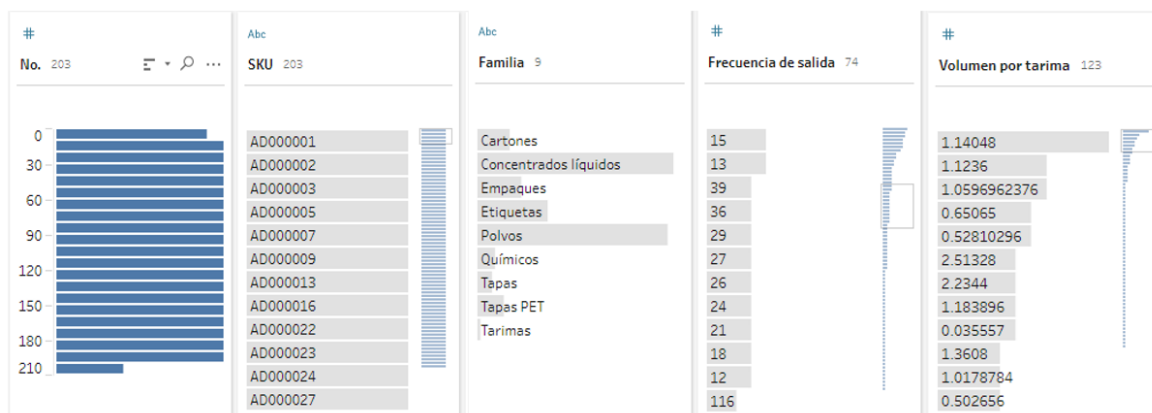 #
No. 203
0
30
60
90
120
150
180
210
Abc
SKU 203
AD000001
AD000002
AD000003
AD000005
AD000007
AD000009
AD000013
AD000016
AD000022
AD000023
AD000024
AD000027
Abc
Familia 9
Cartones
Concentrados líquidos
Empaques
Etiquetas
Polvos
Químicos
Tapas
Tapas PET
Tarimas
#
Frecuencia de salida 74
15
13
39
36
29
27
26
24
21
18
12
116
#
Volumen por tarima 123
1.14048
1.1236
1.0596962376
0.65065
0.52810296
2.51328
2.2344
1.183896
0.035557
1.3608
1.0178784
0.502656